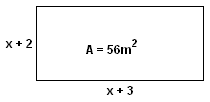 x + 2
A = 56m²
x + 3